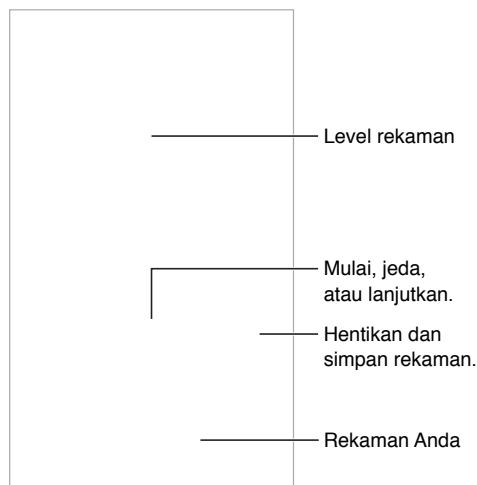 Level rekaman
Mulai, jeda,
atau lanjutkan.
Hentikan dan
simpan rekaman.
Rekaman Anda